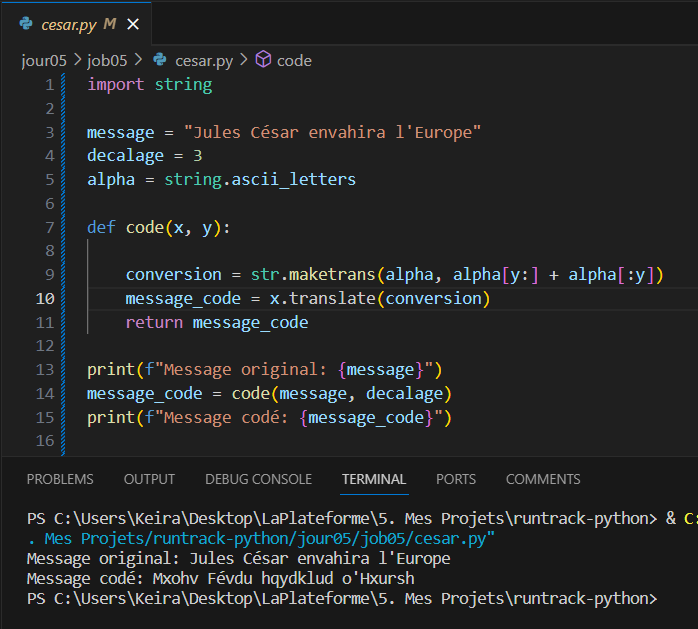 cesar.py M
jour05 > job05 > cesar.py > code
1 import string
2
3 message = "Jules César envahira l'Europe"
4 decalage = 3
5 alpha = string.ascii_letters
6
7 def code(x, y):
8
9     conversion = str.maketrans(alpha, alpha[y:] + alpha[:y])
10     message_code = x.translate(conversion)
11     return message_code
12
13 print(f"Message original: {message}")
14 message_code = code(message, decalage)
15 print(f"Message codé: {message_code}")
16
PROBLEMS OUTPUT DEBUG CONSOLE TERMINAL PORTS COMMENTS
PS C:\Users\Keira\Desktop\LaPlateforme\5. Mes Projets\runtrack-python> & C:
. Mes Projets/runtrack-python/jour05/job05/cesar.py"
Message original: Jules César envahira l'Europe
Message codé: Mxohv Févdu hqydklud o'Hxursh
PS C:\Users\Keira\Desktop\LaPlateforme\5. Mes Projets\runtrack-python>